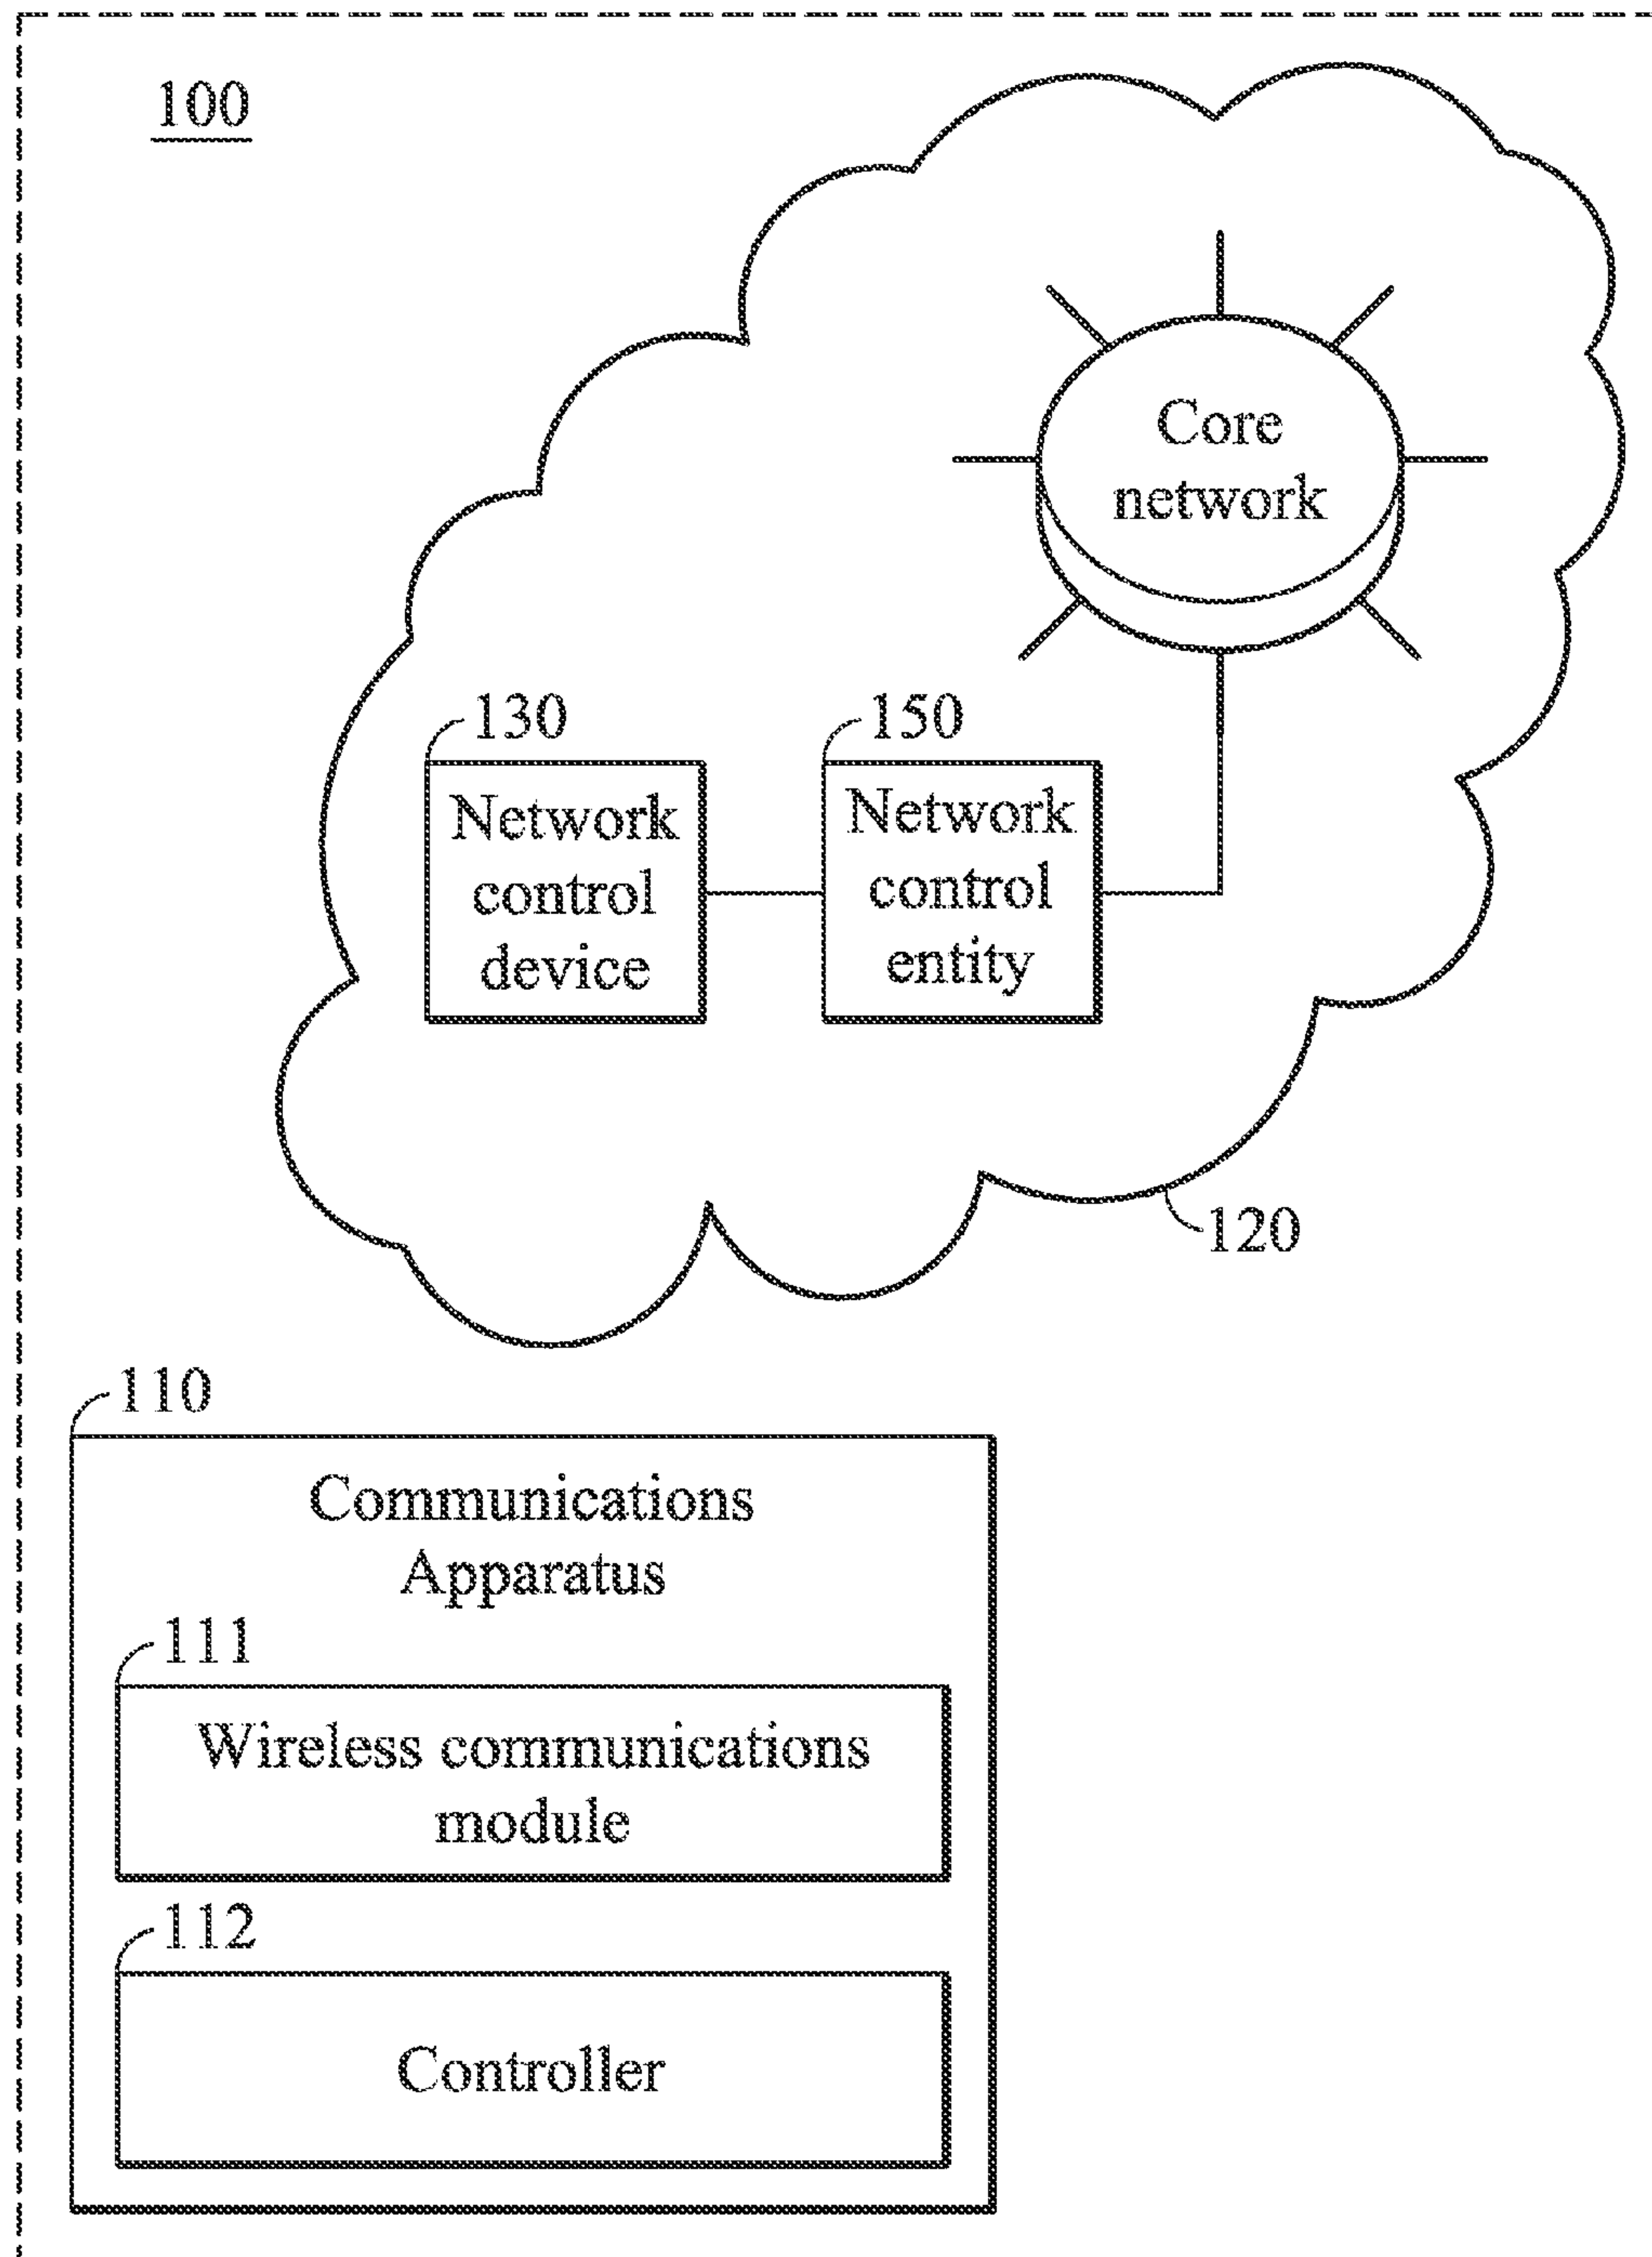 100
Core
network
130
150
Network
control
device
Network
control
entity
120
110
Communications
Apparatus
111
Wireless communications
module
112
Controller